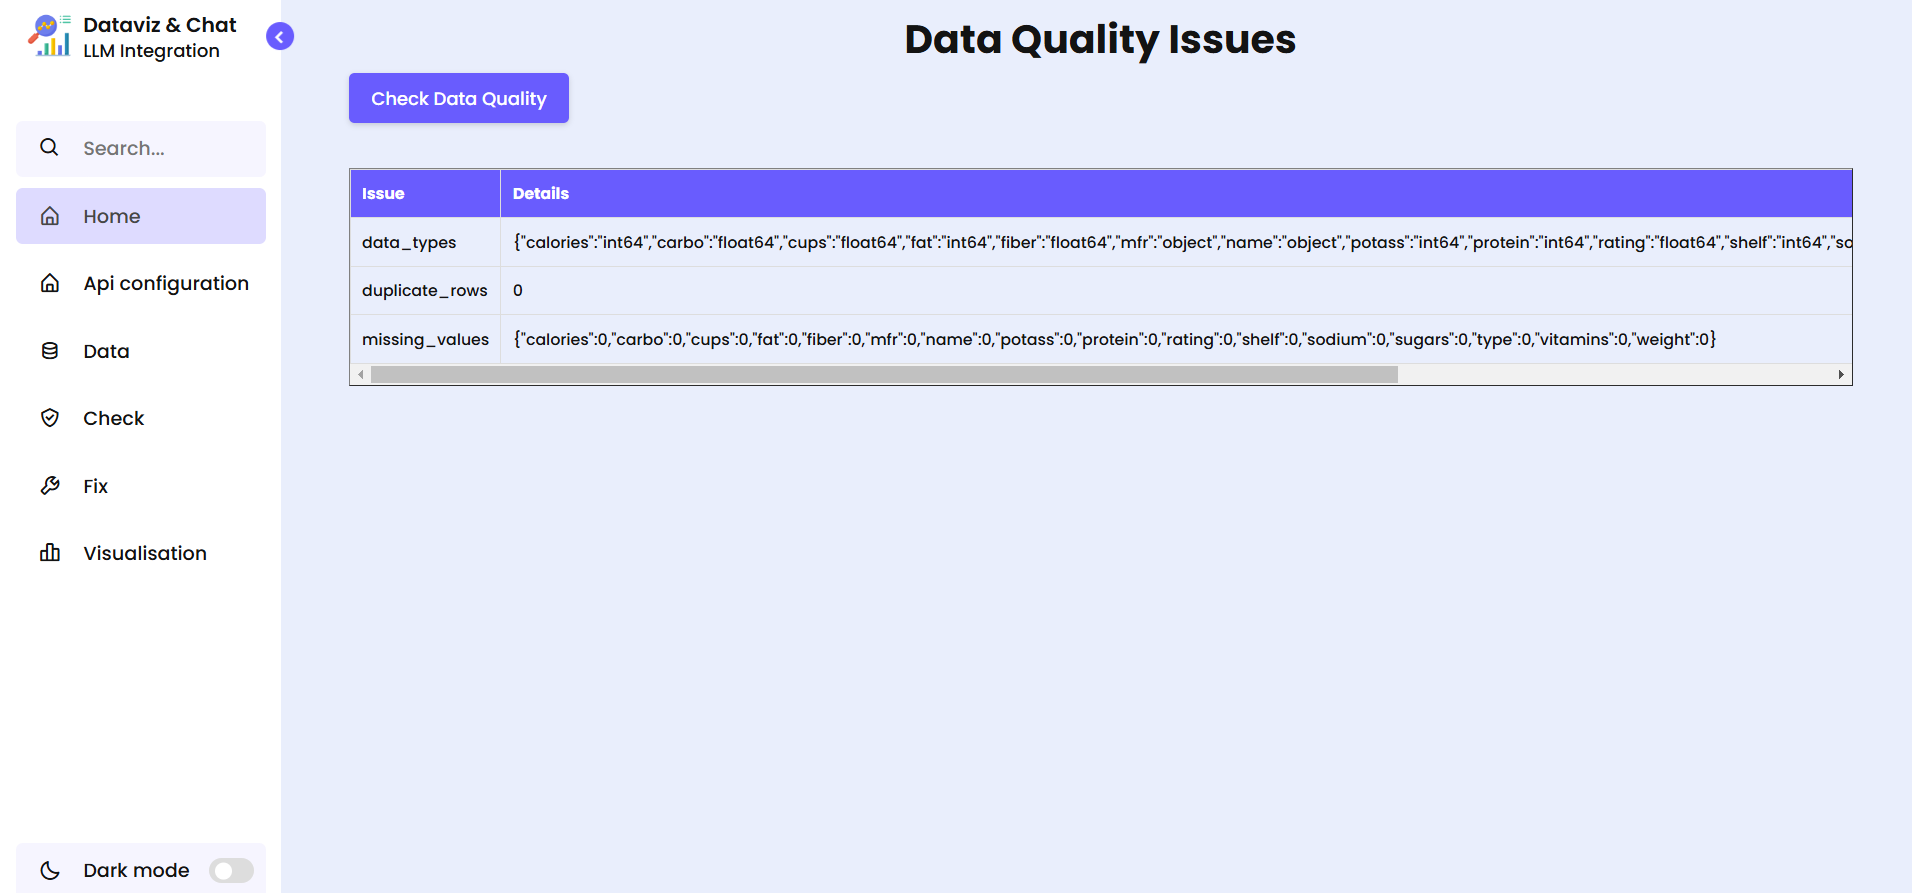 Dataviz & Chat
LLM Integration
Search...
Home
Api configuration
Data
Check
Fix
Visualisation
Dark mode
Data Quality Issues
Check Data Quality
Issue Details
data_types {"calories":"int64","carbo":"float64","cups":"float64","fat":"int64","fiber":"float64","mfr":"object","name":"object","potass":"int64","protein":"int64","rating":"float64","shelf":"int64","so
duplicate_rows 0
missing_values {"calories":0,"carbo":0,"cups":0,"fat":0,"fiber":0,"mfr":0,"name":0,"potass":0,"protein":0,"rating":0,"shelf":0,"sodium":0,"sugars":0,"type":0,"vitamins":0,"weight":0}